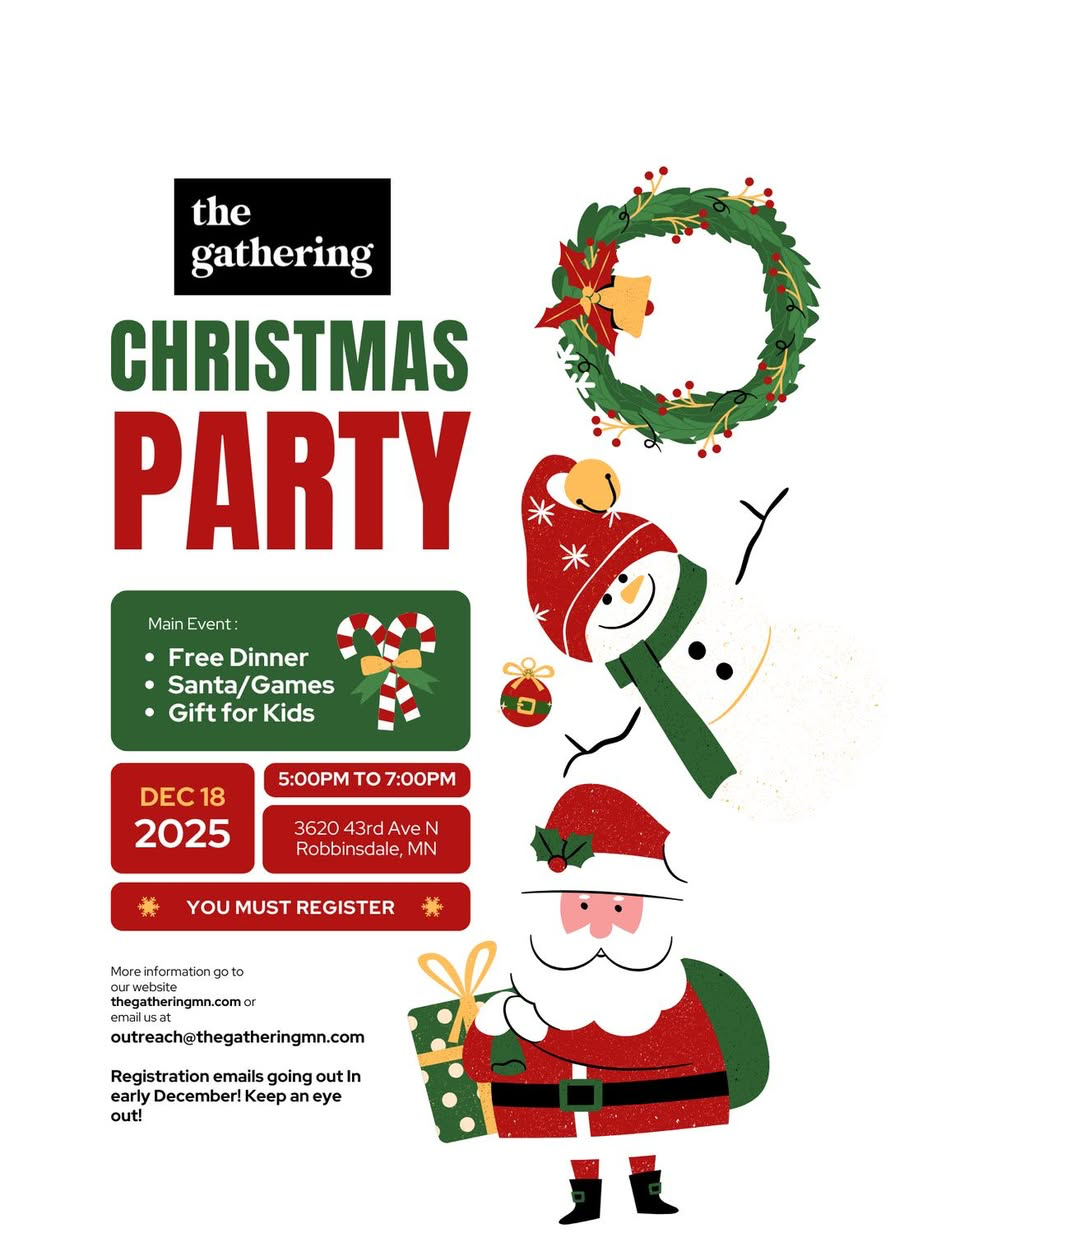 the
gathering
CHRISTMAS
PARTY
Main Event :
• Free Dinner
• Santa/Games
• Gift for Kids
DEC 18
2025
5:00PM TO 7:00PM
3620 43rd Ave N
Robbinsdale, MN
YOU MUST REGISTER
More information go to
our website
thegatheringmn.com or
email us at
outreach@thegatheringmn.com
Registration emails going out In
early December! Keep an eye
out!